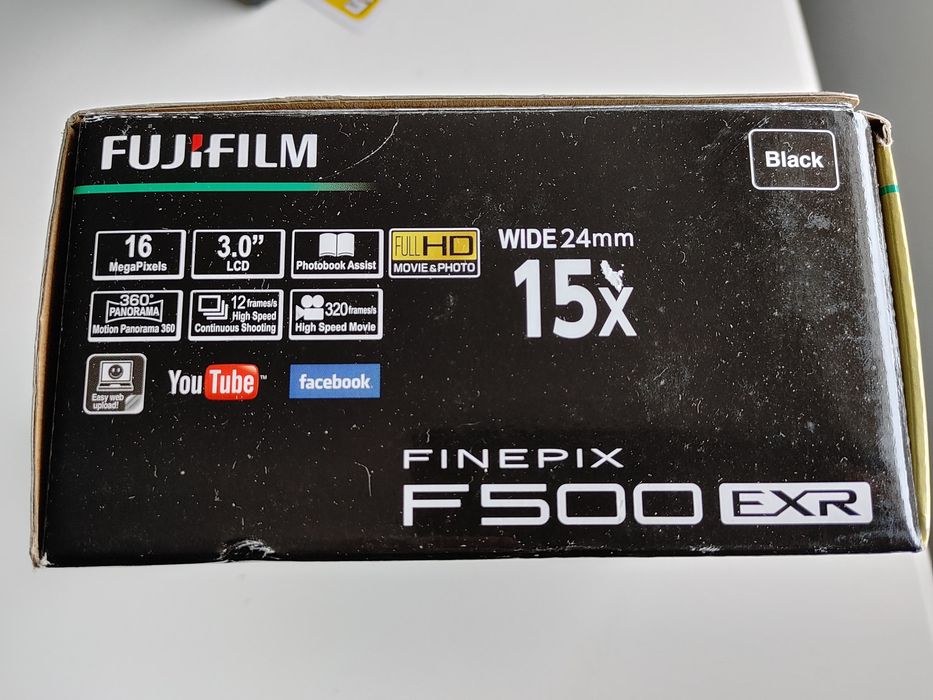 FUJIFILM
Black
16
MegaPixels
3.0"
LCD
Photobook Assist
FULL HD
MOVIE & PHOTO
WIDE 24mm
15x
360°
PANORAMA
Motion Panorama 360
12 frames/s
High Speed
Continuous Shooting
320 frames/s
High Speed Movie
Easy web
upload!
YouTube™
facebook.
FINEPIX
F500 EXR